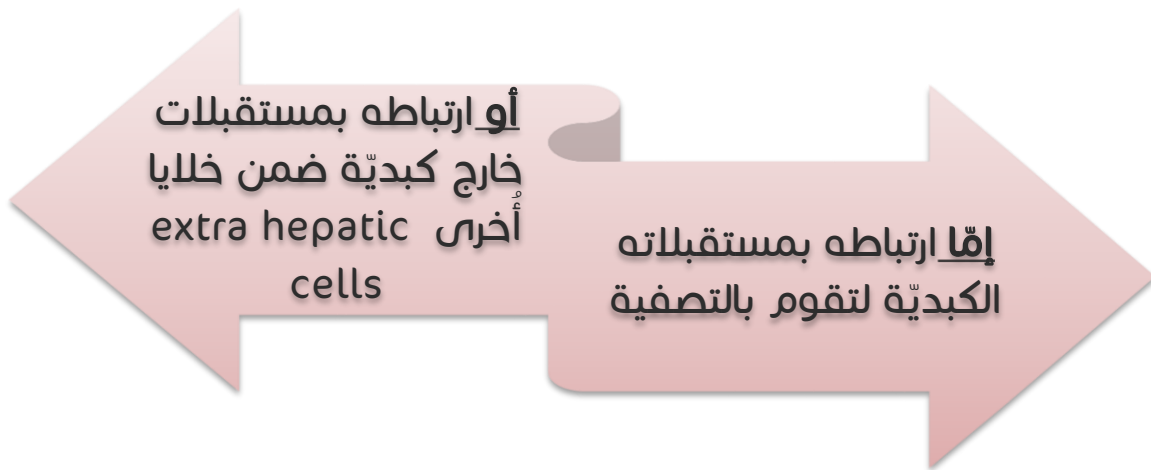 إمّا ارتباطه بمستقبلاته
الكبديّة لتقوم بالتصفية
أو ارتباطه بمستقبلات
خارج كبديّة ضمن خلايا
أُخرى extra hepatic
cells